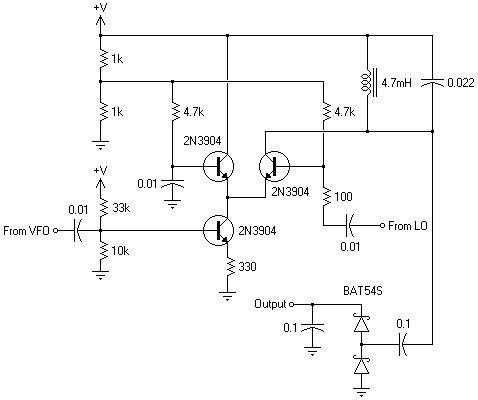 +V
1k
4.7mH
0.022
1k
4.7k
4.7k
2N3904
+V
0.01
2N3904
0.01
33k
100
From VFO
2N3904
From LO
10k
0.01
330
BAT54S
Output
0.1
0.1